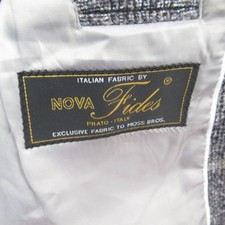 ITALIAN FABRIC BY
NOVA Fides ®
PRATO - ITALY
EXCLUSIVE FABRIC TO MOSS BROS.